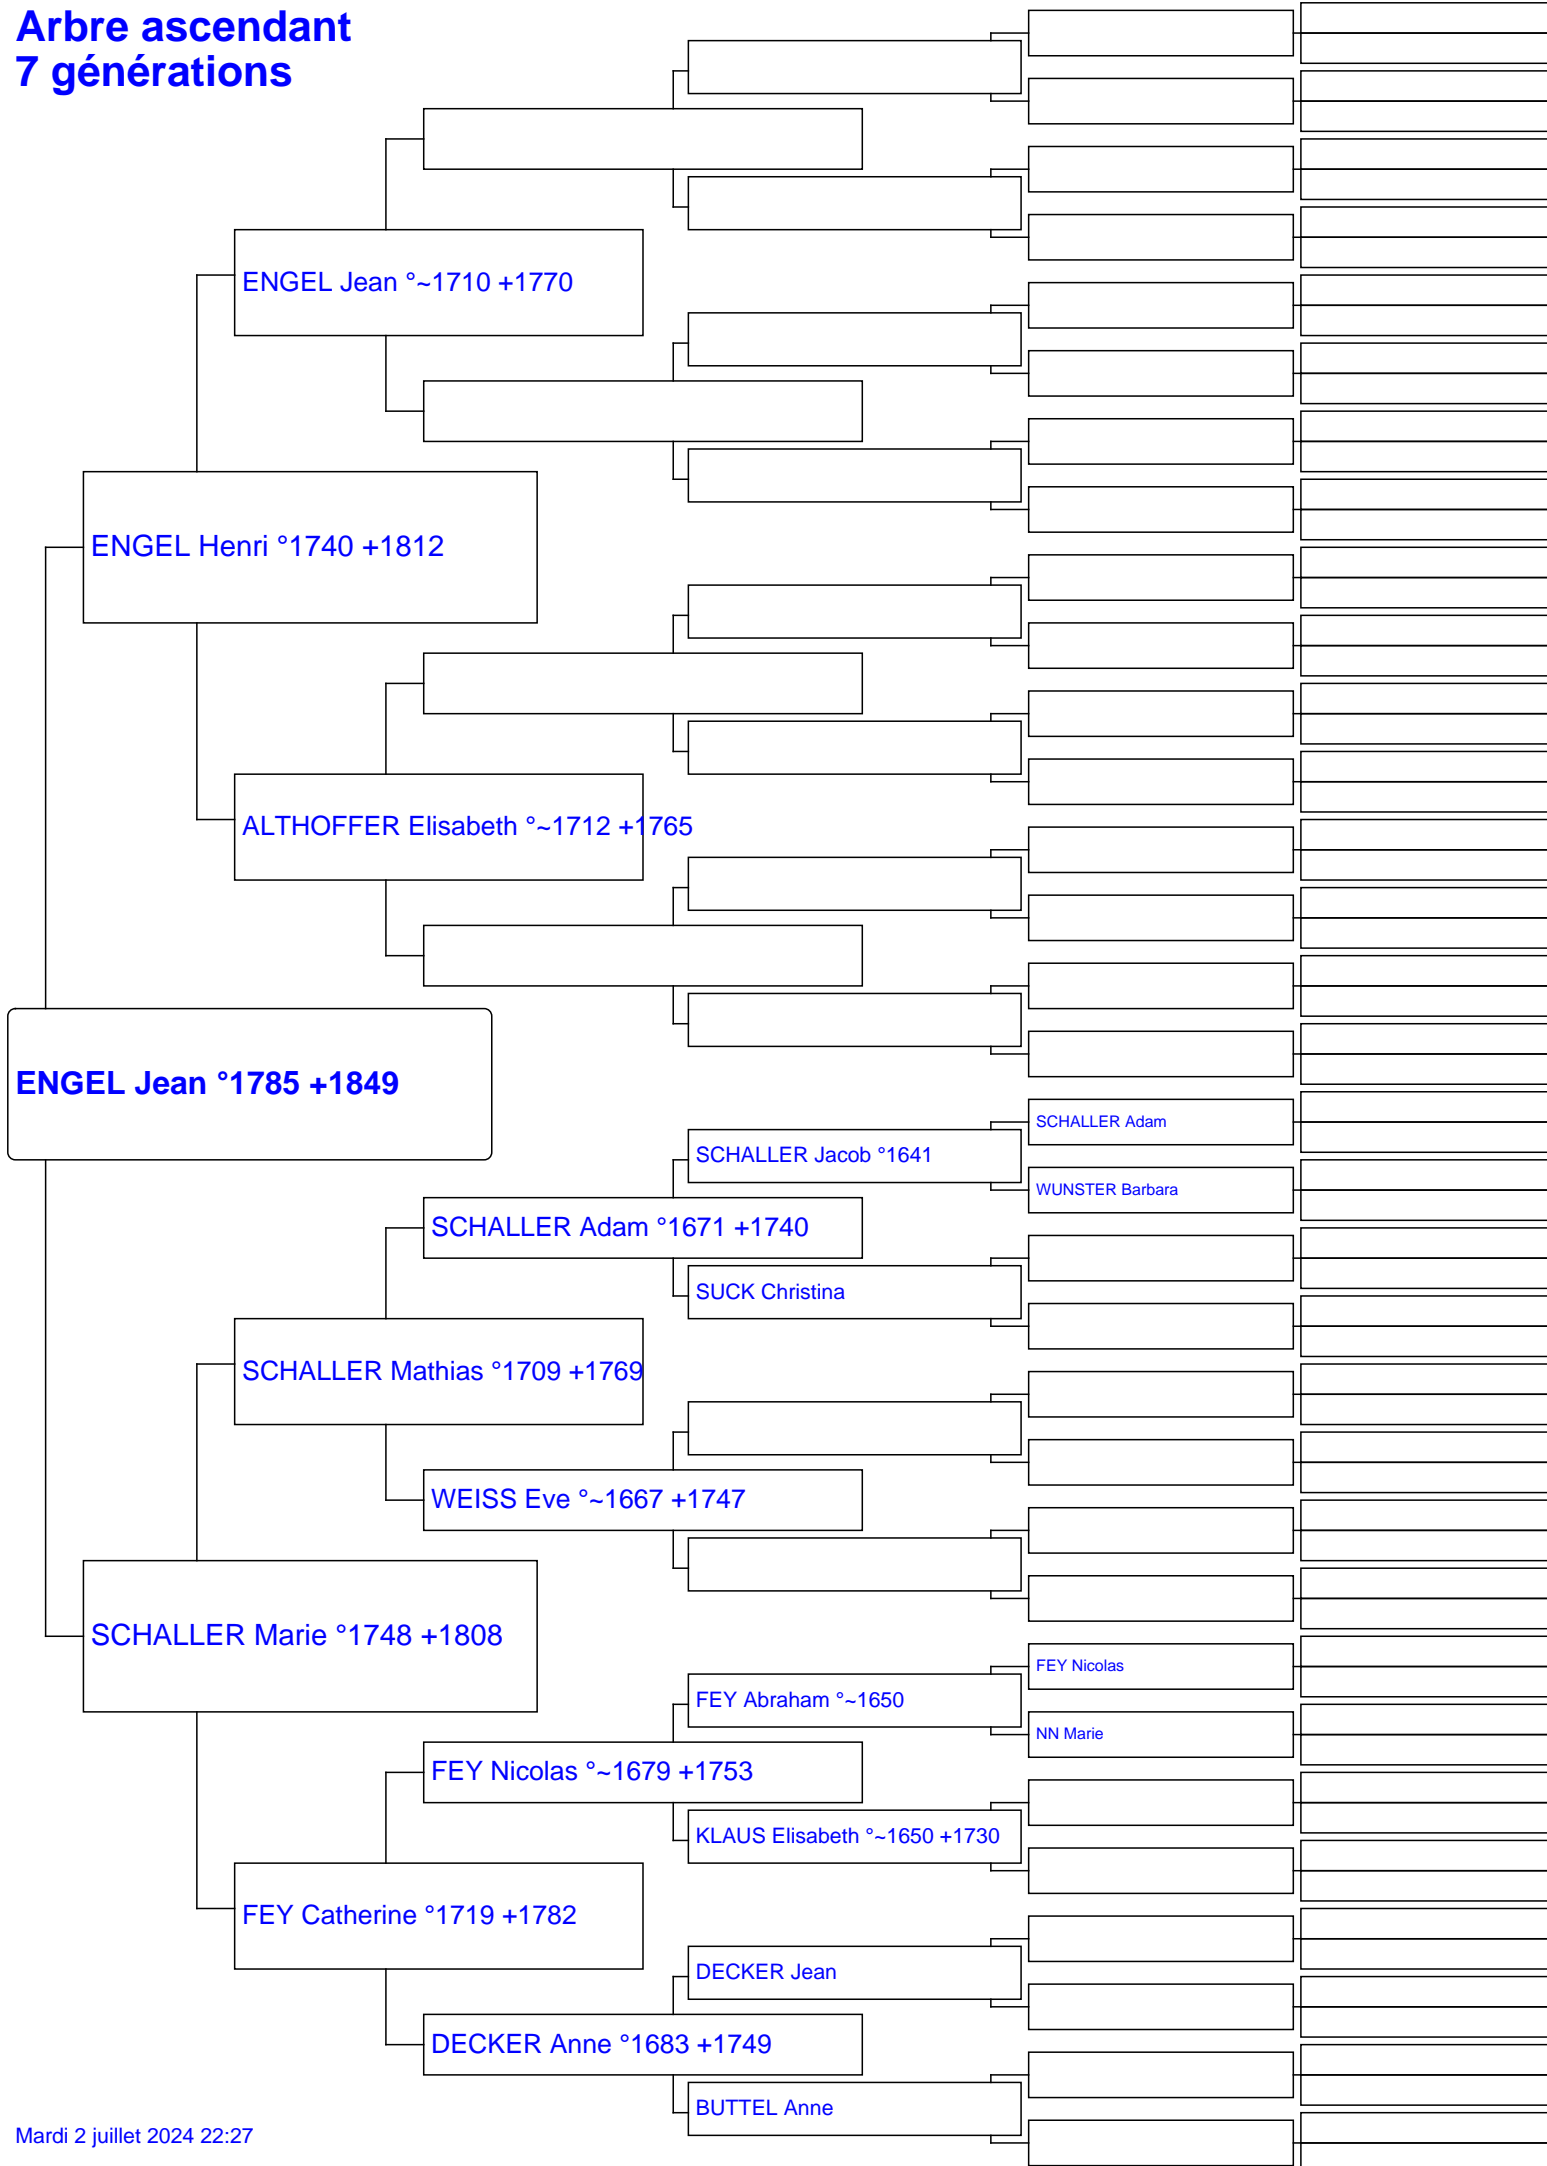 Arbre ascendant
7 générations
ENGEL Jean °~1710 +1770
ENGEL Henri °1740 +1812
ALTHOFFER Elisabeth °~1712 +1765
ENGEL Jean °1785 +1849
SCHALLER Adam
SCHALLER Jacob °1641
WUNSTER Barbara
SCHALLER Adam °1671 +1740
SUCK Christina
SCHALLER Mathias °1709 +1769
WEISS Eve °~1667 +1747
SCHALLER Marie °1748 +1808
FEY Nicolas
FEY Abraham °~1650
NN Marie
FEY Nicolas °~1679 +1753
KLAUS Elisabeth °~1650 +1730
FEY Catherine °1719 +1782
DECKER Jean
DECKER Anne °1683 +1749
BUTTEL Anne
Mardi 2 juillet 2024 22:27